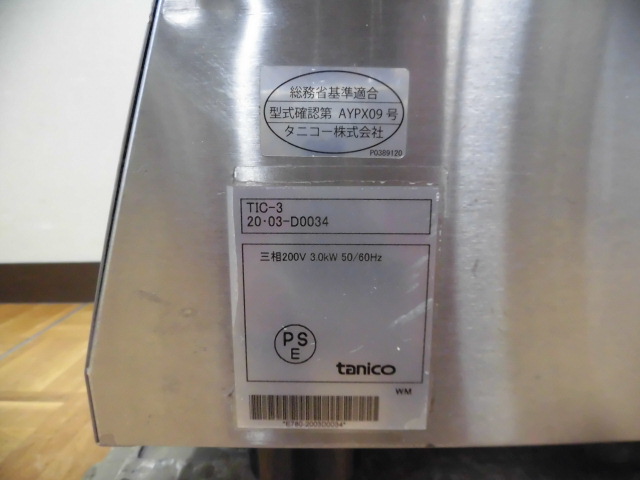 総務省基準適合
型式確認第 AYPX09 号
タニコー株式会社
P0389120
TIC-3
20・03-D0034
三相200V 3.0kW 50/60Hz
PS
E
tanico
WM
*E78C-2003D0034*